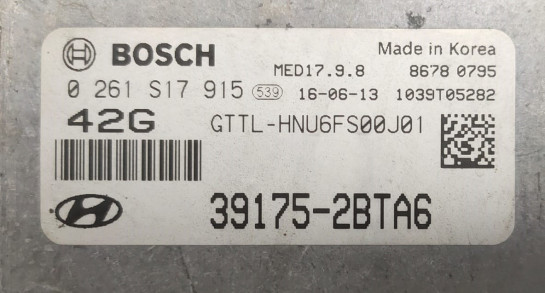 BOSCH
Made in Korea
MED17.9.8 8678 0795
0 261 S17 915 539 16-06-13 1039T05282
42G GTTL-HNU6FS00J01
39175-2BTA6